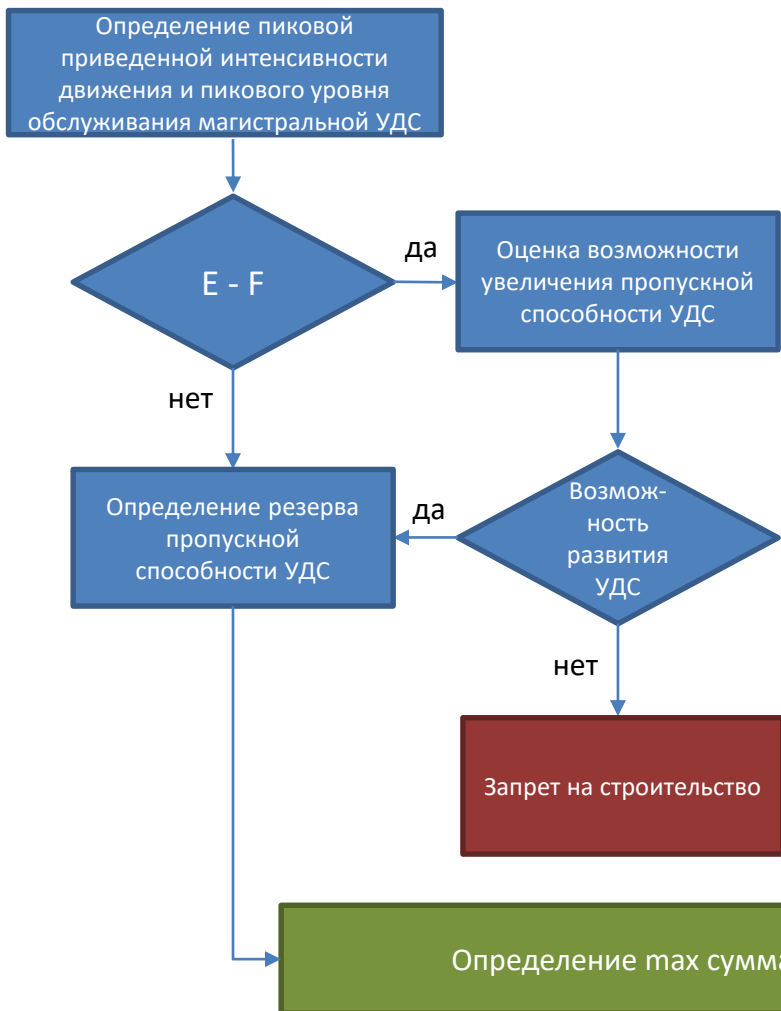 Определение пиковой
приведенной интенсивности
движения и пикового уровня
обслуживания магистральной УДС
E - F
да
Оценка возможности
увеличения пропускной
способности УДС
нет
Определение резерва
пропускной
способности УДС
да
Возмож-
ность
развития
УДС
нет
Запрет на строительство
Определение max